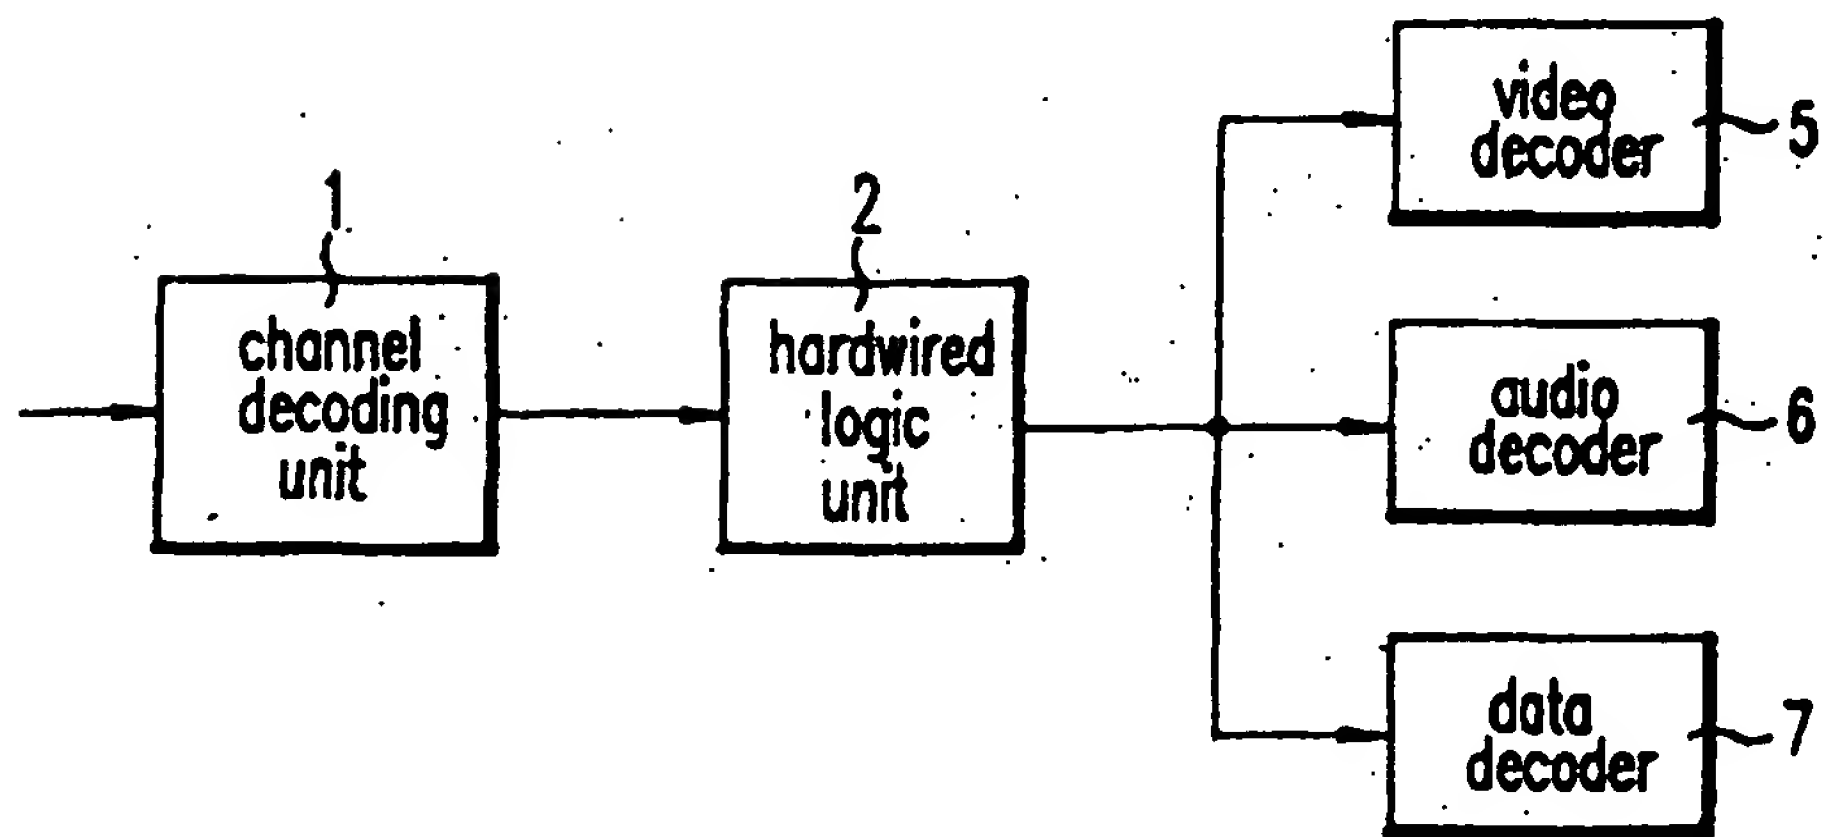 1
channel
decoding
unit
2
hardwired
logic
unit
video
decoder
5
audio
decoder
6
data
decoder
7